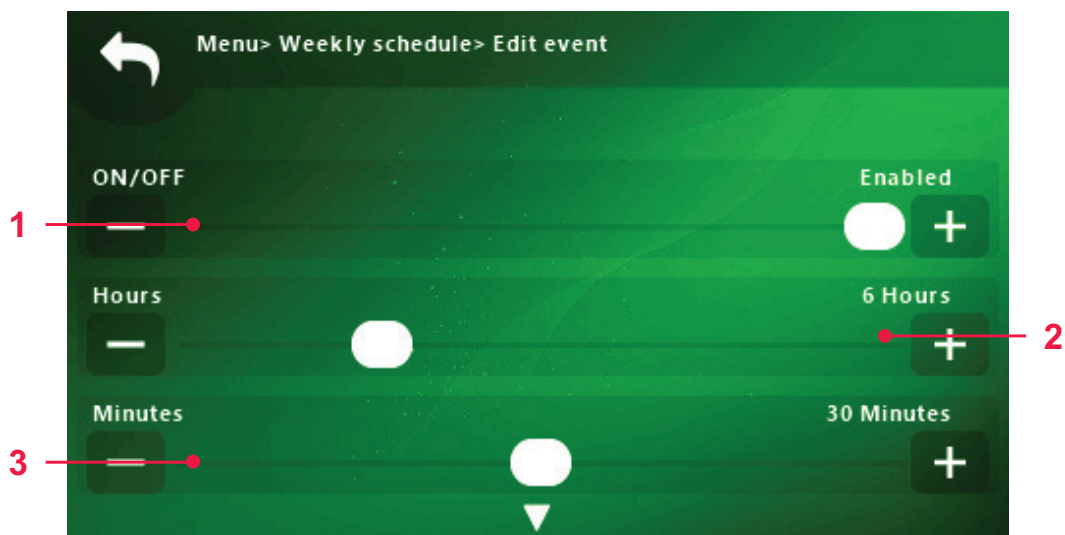 Menu> Weekly schedule> Edit event
ON/OFF
Enabled
1
Hours
6 Hours
2
Minutes
30 Minutes
3